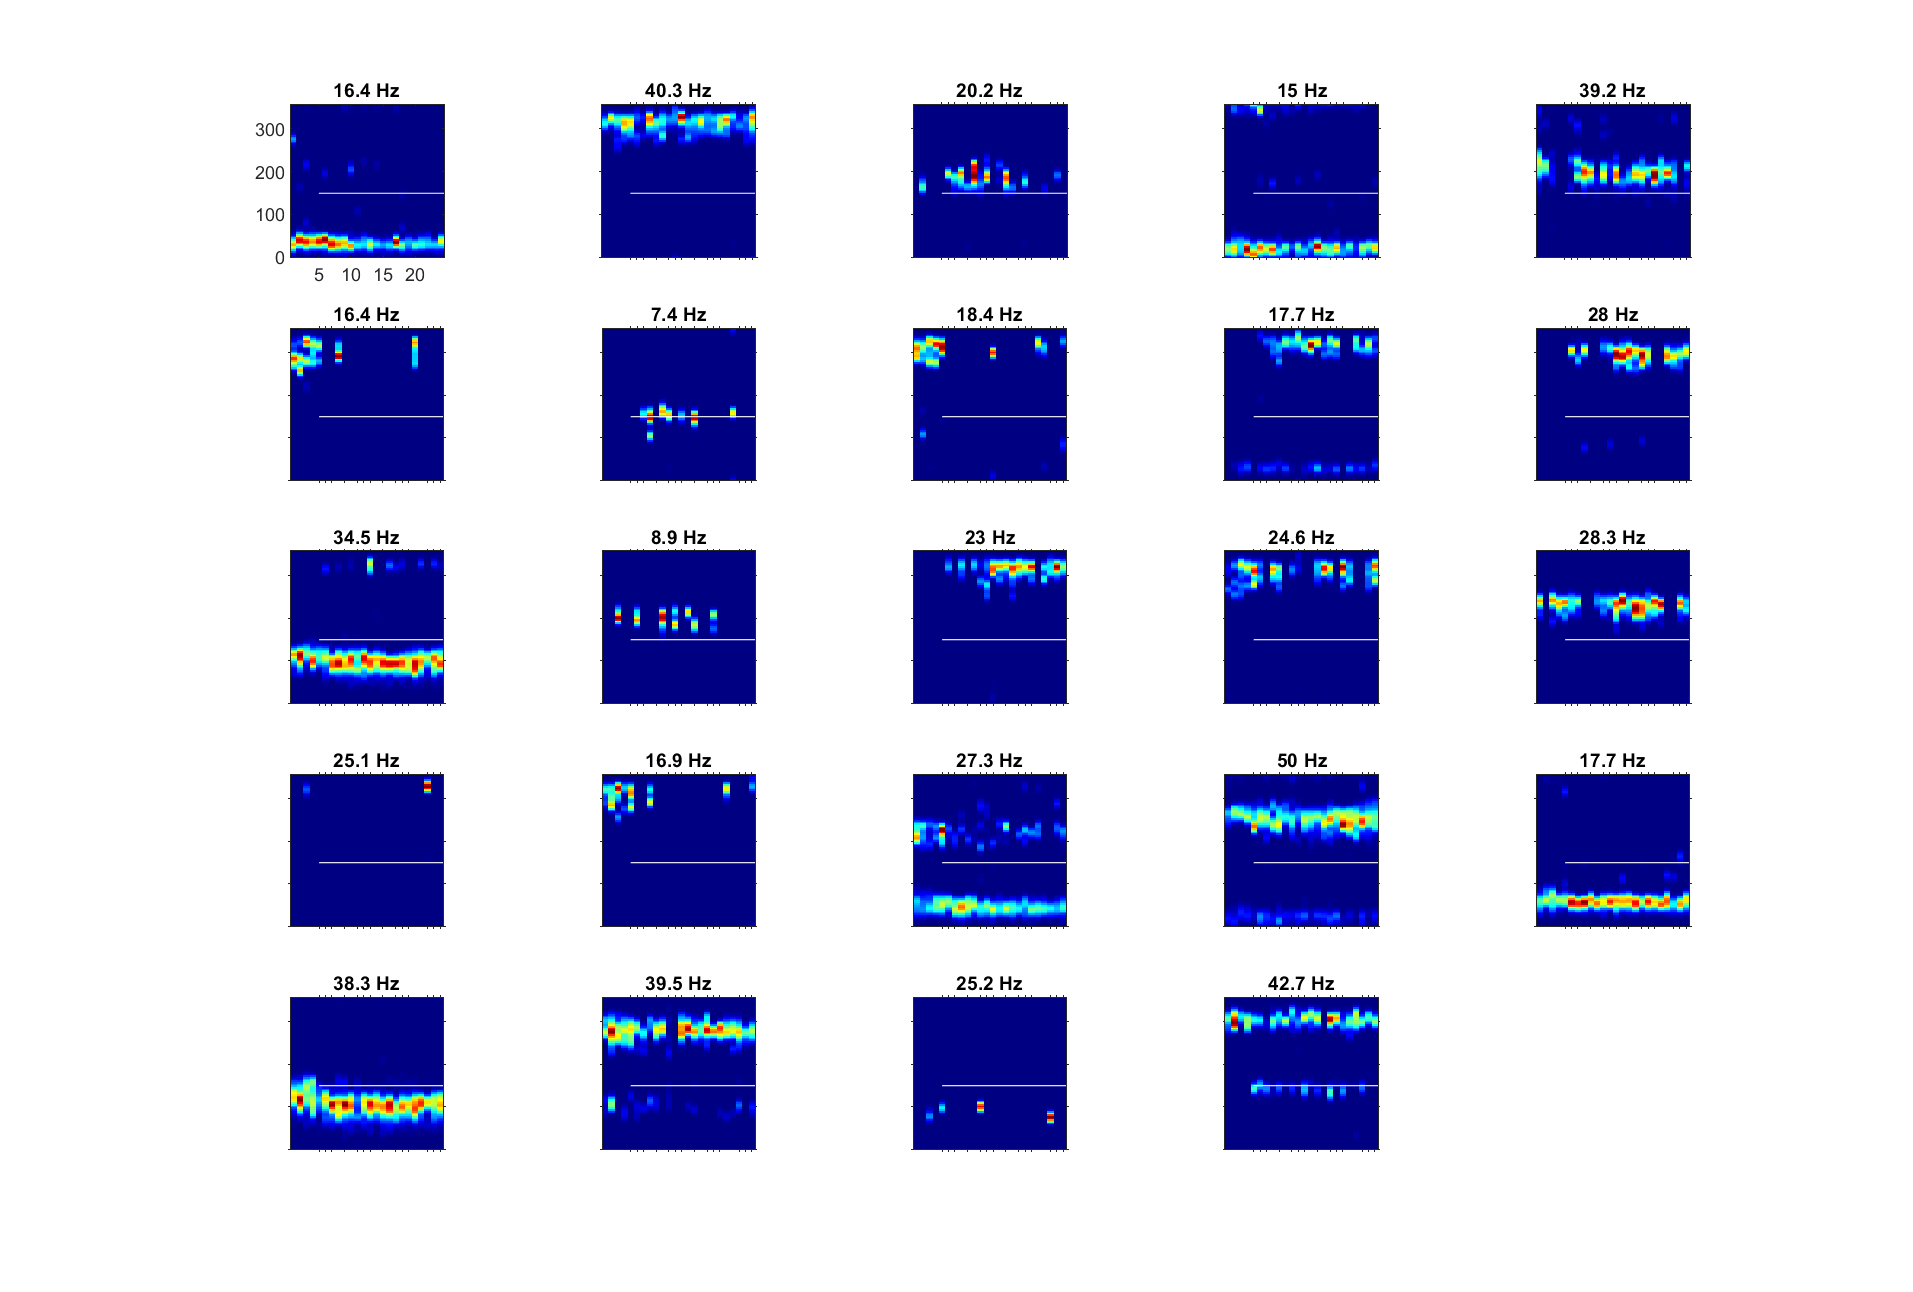 16.4 Hz 40.3 Hz 20.2 Hz 15 Hz 39.2 Hz
300
200
100
0
5 10 15 20
16.4 Hz 7.4 Hz 18.4 Hz 17.7 Hz 28 Hz
34.5 Hz 8.9 Hz 23 Hz 24.6 Hz 28.3 Hz
25.1 Hz 16.9 Hz 27.3 Hz 50 Hz 17.7 Hz
38.3 Hz 39.5 Hz 25.2 Hz 42.7 Hz